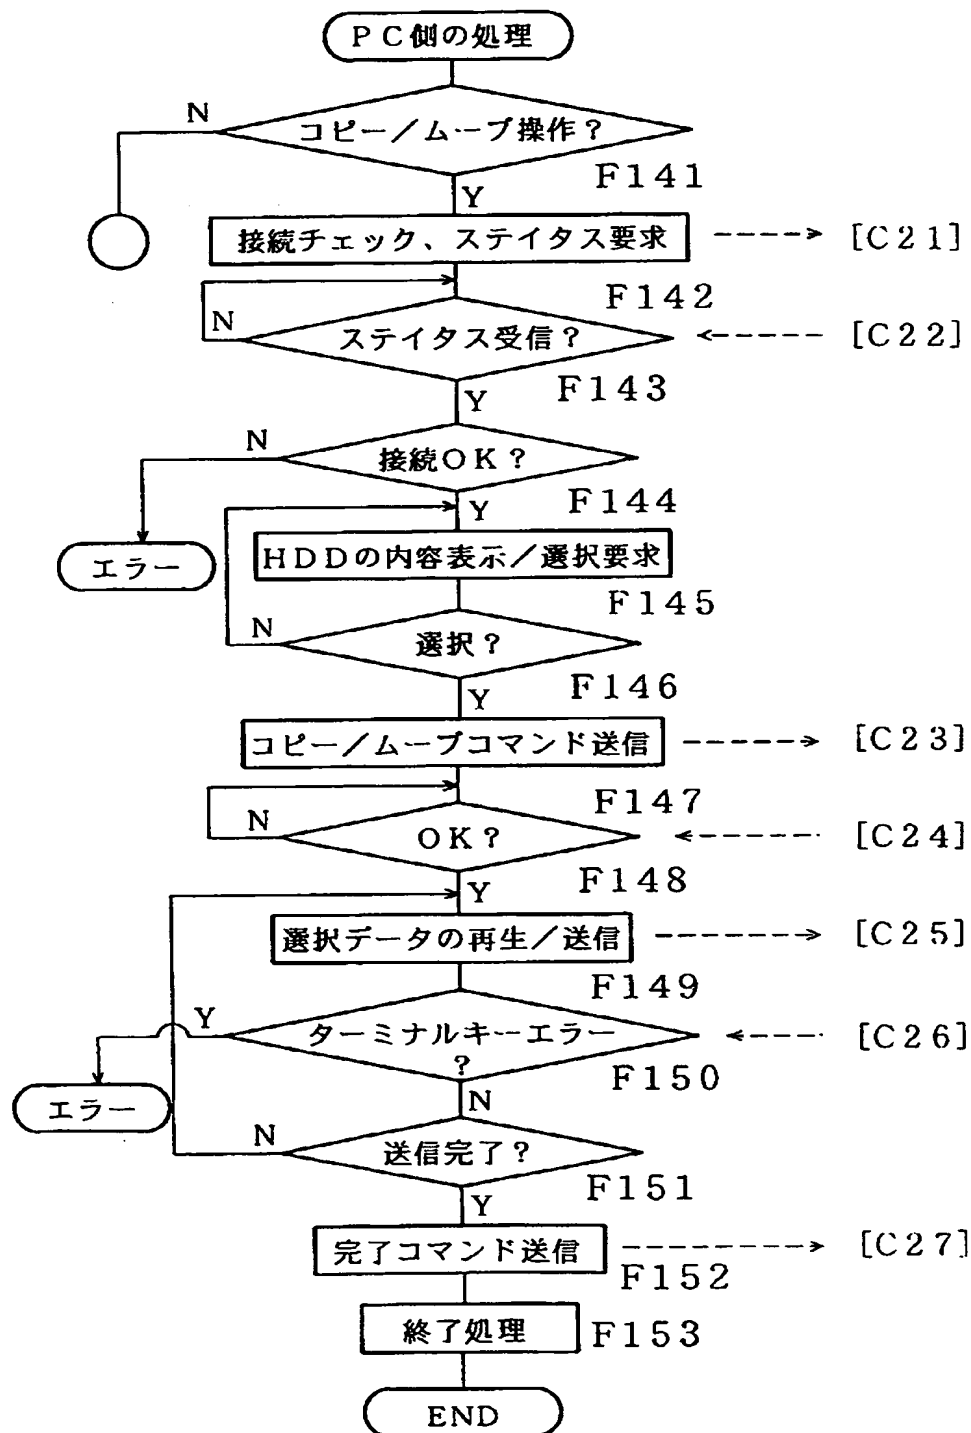 PC側の処理
N
コピー／ムーブ操作？
F141
Y
接続チェック、ステイタス要求
[C21]
F142
N
ステイタス受信？
[C22]
F143
Y
N
接続OK？
F144
Y
エラー
HDDの内容表示／選択要求
F145
N
選択？
F146
Y
コピー／ムーブコマンド送信
[C23]
F147
N
OK？
[C24]
F148
Y
選択データの再生／送信
[C25]
F149
Y
ターミナルキーエラー
？
[C26]
F150
エラー
N
N
送信完了？
F151
Y
完了コマンド送信
[C27]
F152
終了処理
F153
END